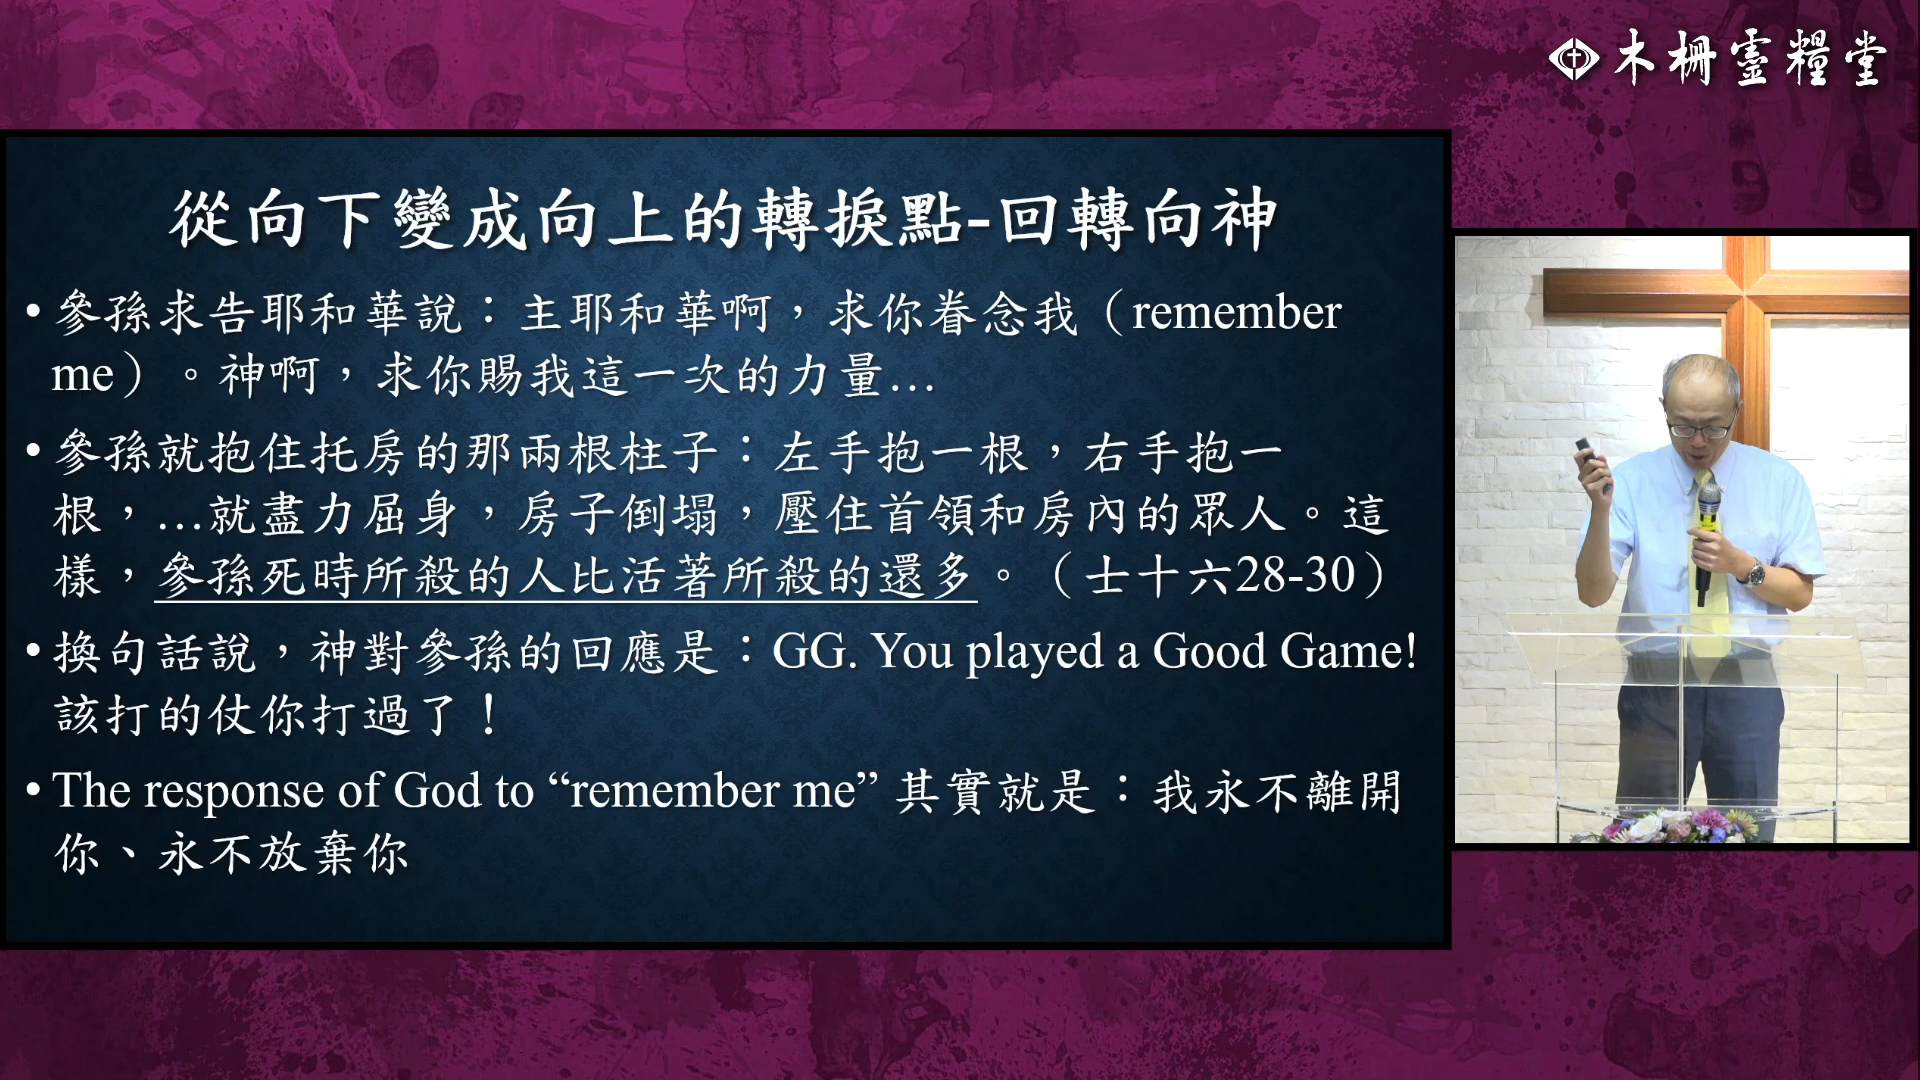 木柵靈糧堂
從向下變成向上的轉捩點-回轉向神
• 參孫求告耶和華說：主耶和華啊，求你眷念我（remember
me）。神啊，求你賜我這一次的力量…
• 參孫就抱住托房的那兩根柱子：左手抱一根，右手抱一
根，…就盡力屈身，房子倒塌，壓住首領和房內的眾人。這
樣，參孫死時所殺的人比活著所殺的還多。（士十六28-30）
• 換句話說，神對參孫的回應是：GG. You played a Good Game!
該打的仗你打過了！
• The response of God to “remember me” 其實就是：我永不離開
你、永不放棄你